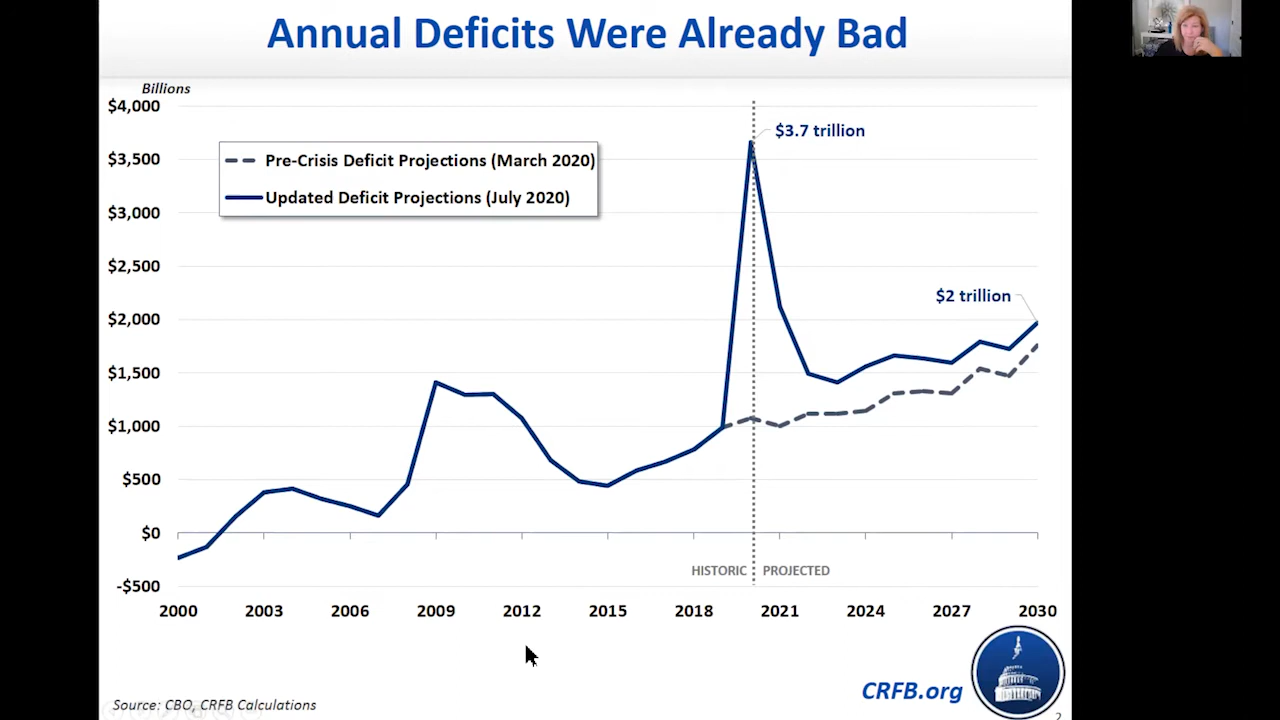 Annual Deficits Were Already Bad
Billions
$4,000
$3,500
$3,000
$2,500
$2,000
$1,500
$1,000
$500
$0
-$500
Pre-Crisis Deficit Projections (March 2020)
Updated Deficit Projections (July 2020)
$3.7 trillion
$2 trillion
HISTORIC
PROJECTED
2000 2003 2006 2009 2012 2015 2018 2021 2024 2027 2030
Source: CBO, CRFB Calculations
CRFB.org
2